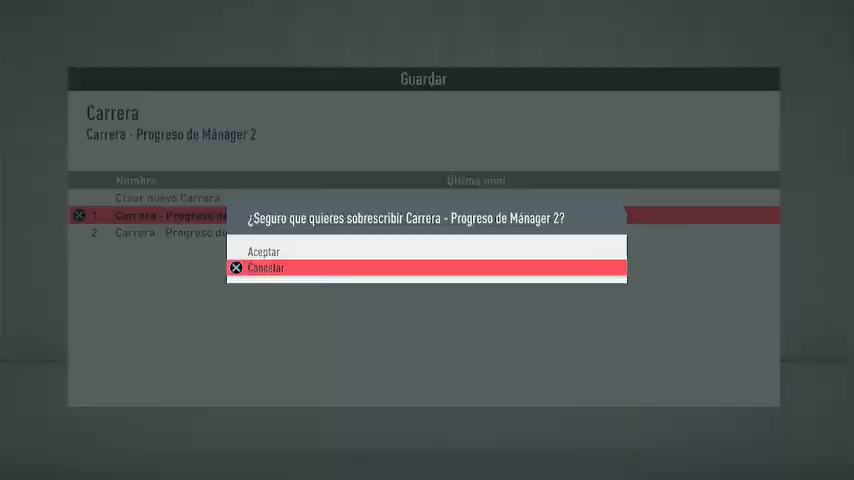 Guardar
Carrera
Carrera - Progreso de Mánager 2
Nombre
Última mod
Crear nuevo Carrera
1 Carrera - Progreso de
2 Carrera - Progreso de
¿Seguro que quieres sobrescribir Carrera - Progreso de Mánager 2?
Aceptar
Cancelar